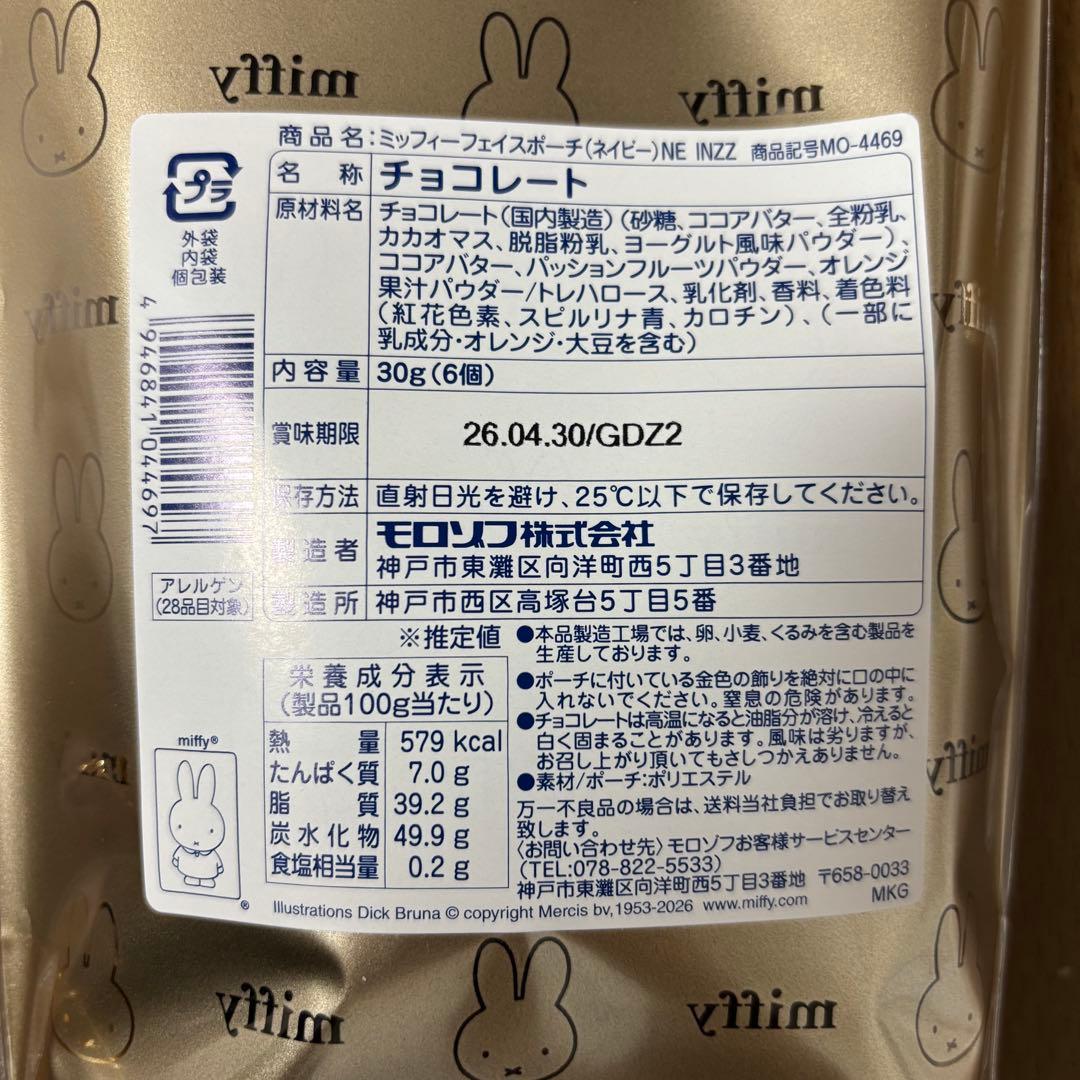 miffy
miffy
商品名:ミッフィーフェイスポーチ(ネイビー)NE INZZ 商品記号MO-4469
プラ
外袋
内袋
個包装
名称 チョコレート
原材料名 チョコレート(国内製造)(砂糖、ココアバター、全粉乳、
カカオマス、脱脂粉乳、ヨーグルト風味パウダー)、
ココアバター、パッションフルーツパウダー、オレンジ
果汁パウダー/トレハロース、乳化剤、香料、着色料
(紅花色素、スピルリナ青、カロチン)、(一部に
乳成分・オレンジ・大豆を含む)
内容量 30g(6個)
賞味期限 26.04.30/GDZ2
保存方法 直射日光を避け、25℃以下で保存してください。
製造者 モロゾフ株式会社
神戸市東灘区向洋町西5丁目3番地
製造所 神戸市西区高塚台5丁目5番
4 946841 044697
アレルゲン
(28品目対象)
※推定値
栄養成分表示
(製品100g当たり)
熱量 579 kcal
たんぱく質 7.0 g
脂質 39.2 g
炭水化物 49.9 g
食塩相当量 0.2 g
●本品製造工場では、卵、小麦、くるみを含む製品を
生産しております。
●ポーチに付いている金色の飾りを絶対に口の中に
入れないでください。窒息の危険があります。
●チョコレートは高温になると油脂分が溶け、冷えると
白く固まることがあります。風味は劣りますが、
お召し上がり頂いてもさしつかえありません。
●素材/ポーチ:ポリエステル
万一不良品の場合は、送料当社負担でお取り替え
致します。
〈お問い合わせ先〉モロゾフお客様サービスセンター
(TEL:078-822-5533)
神戸市東灘区向洋町西5丁目3番地 〒658-0033
MKG
miffy®
®
Illustrations Dick Bruna © copyright Mercis bv, 1953-2026 www.miffy.com
miffy
miffy